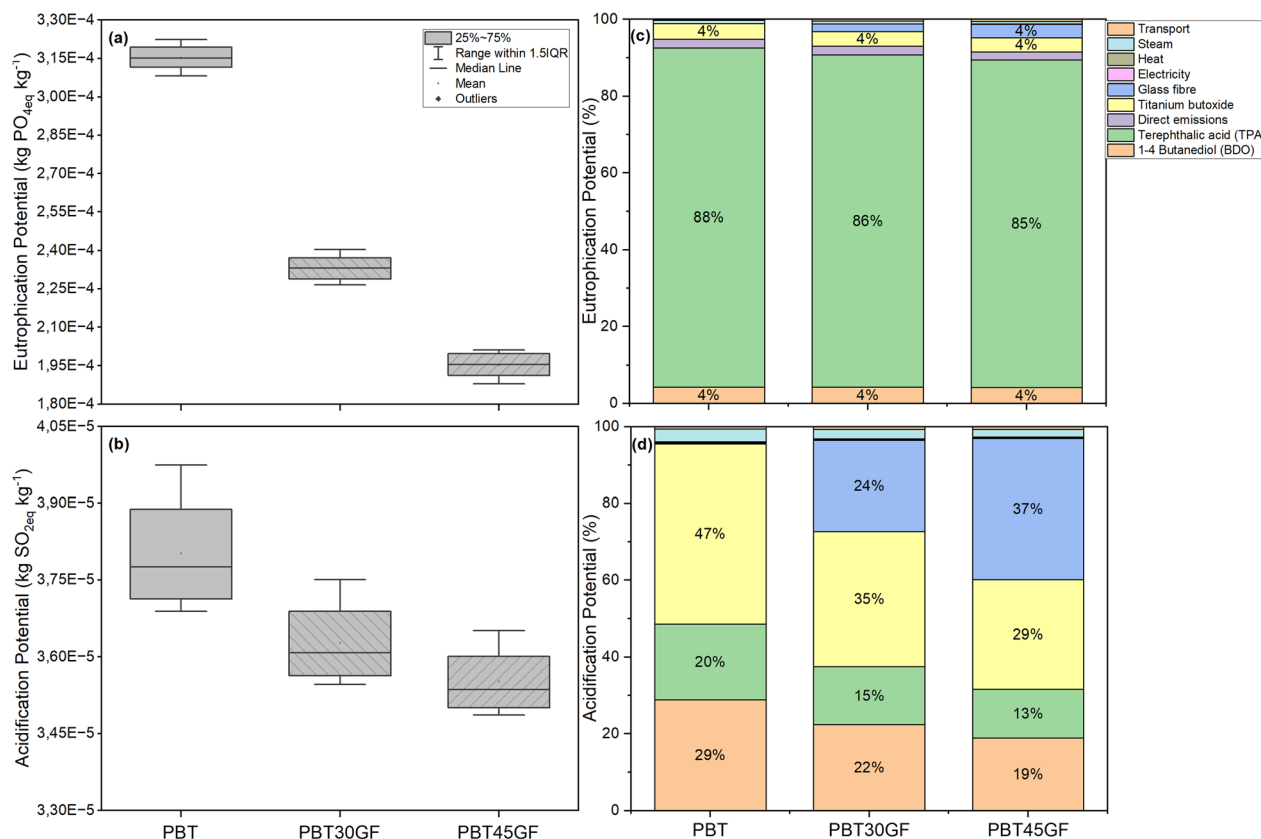 (a)
Eutrophication Potential (kg PO4eq kg⁻¹)
3,30E−4
3,15E−4
3,00E−4
2,85E−4
2,70E−4
2,55E−4
2,40E−4
2,25E−4
2,10E−4
1,95E−4
1,80E−4
25%~75%
Range within 1.5IQR
Median Line
Mean
Outliers
(c)
Eutrophication Potential (%)
100
80
60
40
20
0
4%
88%
4%
4%
86%
4%
4%
4%
85%
4%
Transport
Steam
Heat
Electricity
Glass fibre
Titanium butoxide
Direct emissions
Terephthalic acid (TPA
1-4 Butanediol (BDO)
(b)
Acidification Potential (kg SO2eq kg⁻¹)
4,05E−5
3,90E−5
3,75E−5
3,60E−5
3,45E−5
3,30E−5
PBT
PBT30GF
PBT45GF
(d)
Acidification Potential (%)
100
80
60
40
20
0
47%
20%
29%
24%
35%
15%
22%
37%
29%
13%
19%
PBT
PBT30GF
PBT45GF